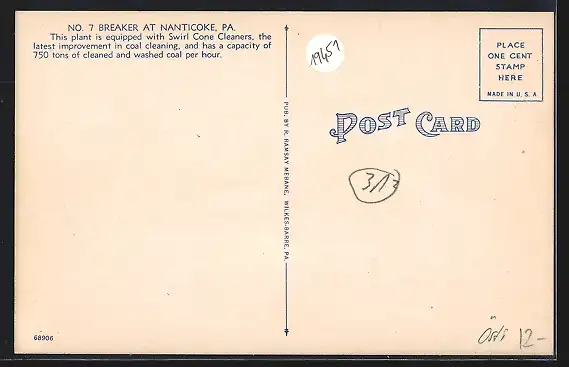 NO. 7 BREAKER AT NANTICOKE, PA.
This plant is equipped with Swirl Cone Cleaners, the
latest improvement in coal cleaning, and has a capacity of
750 tons of cleaned and washed coal per hour.
PUB. BY R. RAMSAY MEBANE, WILKES-BARRE, PA.
19451
PLACE
ONE CENT
STAMP
HERE
MADE IN U. S. A
POST CARD
68906
12-